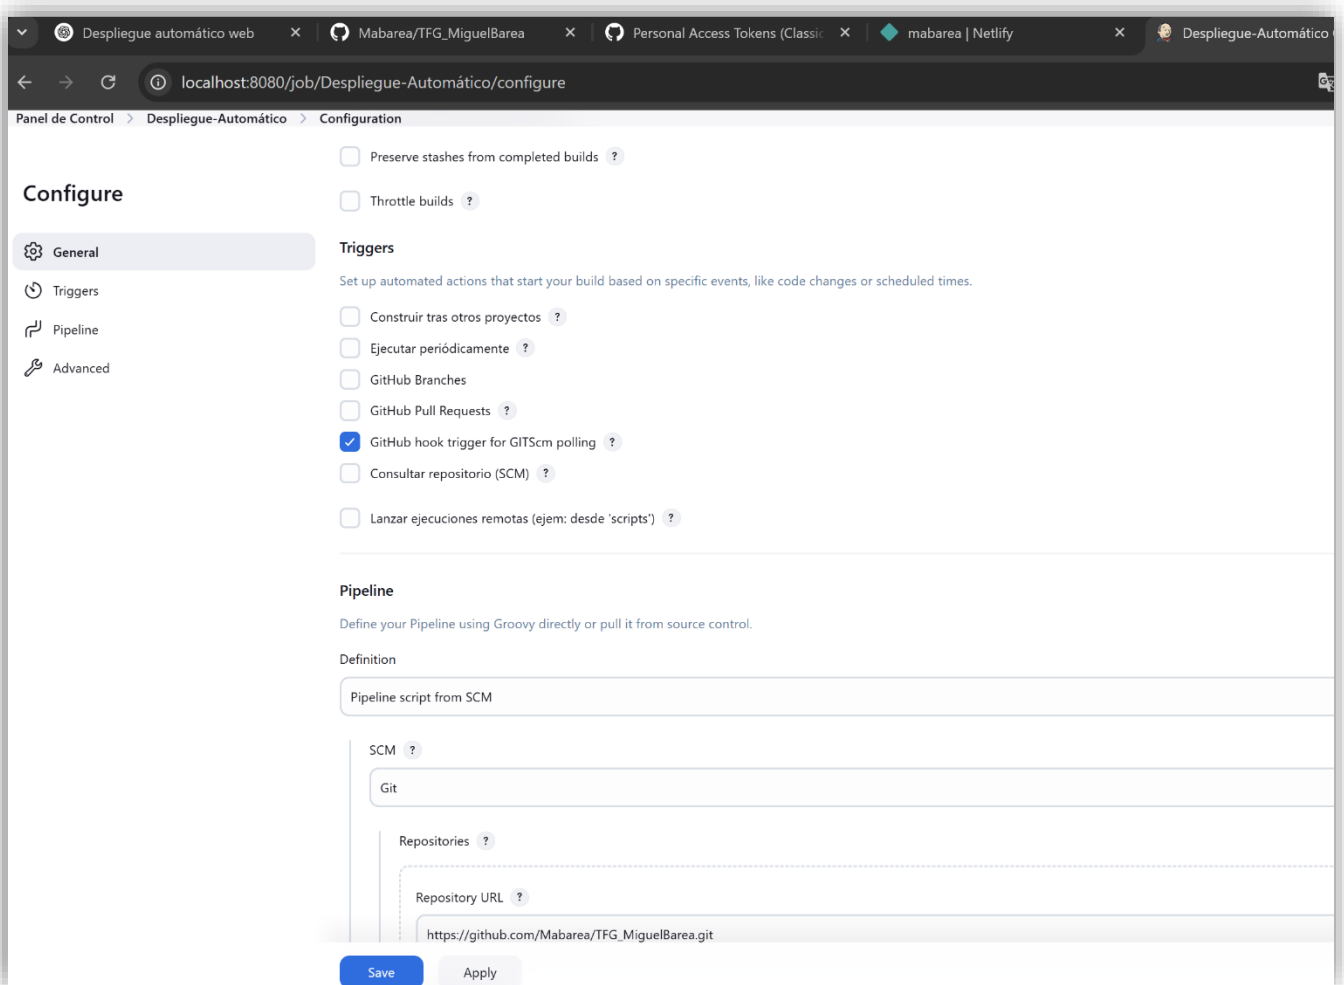 Despliegue automático web
Mabarea/TFG_MiguelBarea
Personal Access Tokens (Classic
mabarea | Netlify
Despliegue-Automático
localhost:8080/job/Despliegue-Automático/configure
Panel de Control > Despliegue-Automático > Configuration
Preserve stashes from completed builds ?
Configure
Throttle builds ?
General
Triggers
Pipeline
Advanced
Triggers
Set up automated actions that start your build based on specific events, like code changes or scheduled times.
Construir tras otros proyectos ?
Ejecutar periódicamente ?
GitHub Branches
GitHub Pull Requests ?
GitHub hook trigger for GITScm polling ?
Consultar repositorio (SCM) ?
Lanzar ejecuciones remotas (ejem: desde 'scripts') ?
Pipeline
Define your Pipeline using Groovy directly or pull it from source control.
Definition
Pipeline script from SCM
SCM ?
Git
Repositories ?
Repository URL ?
https://github.com/Mabarea/TFG_MiguelBarea.git
Save
Apply